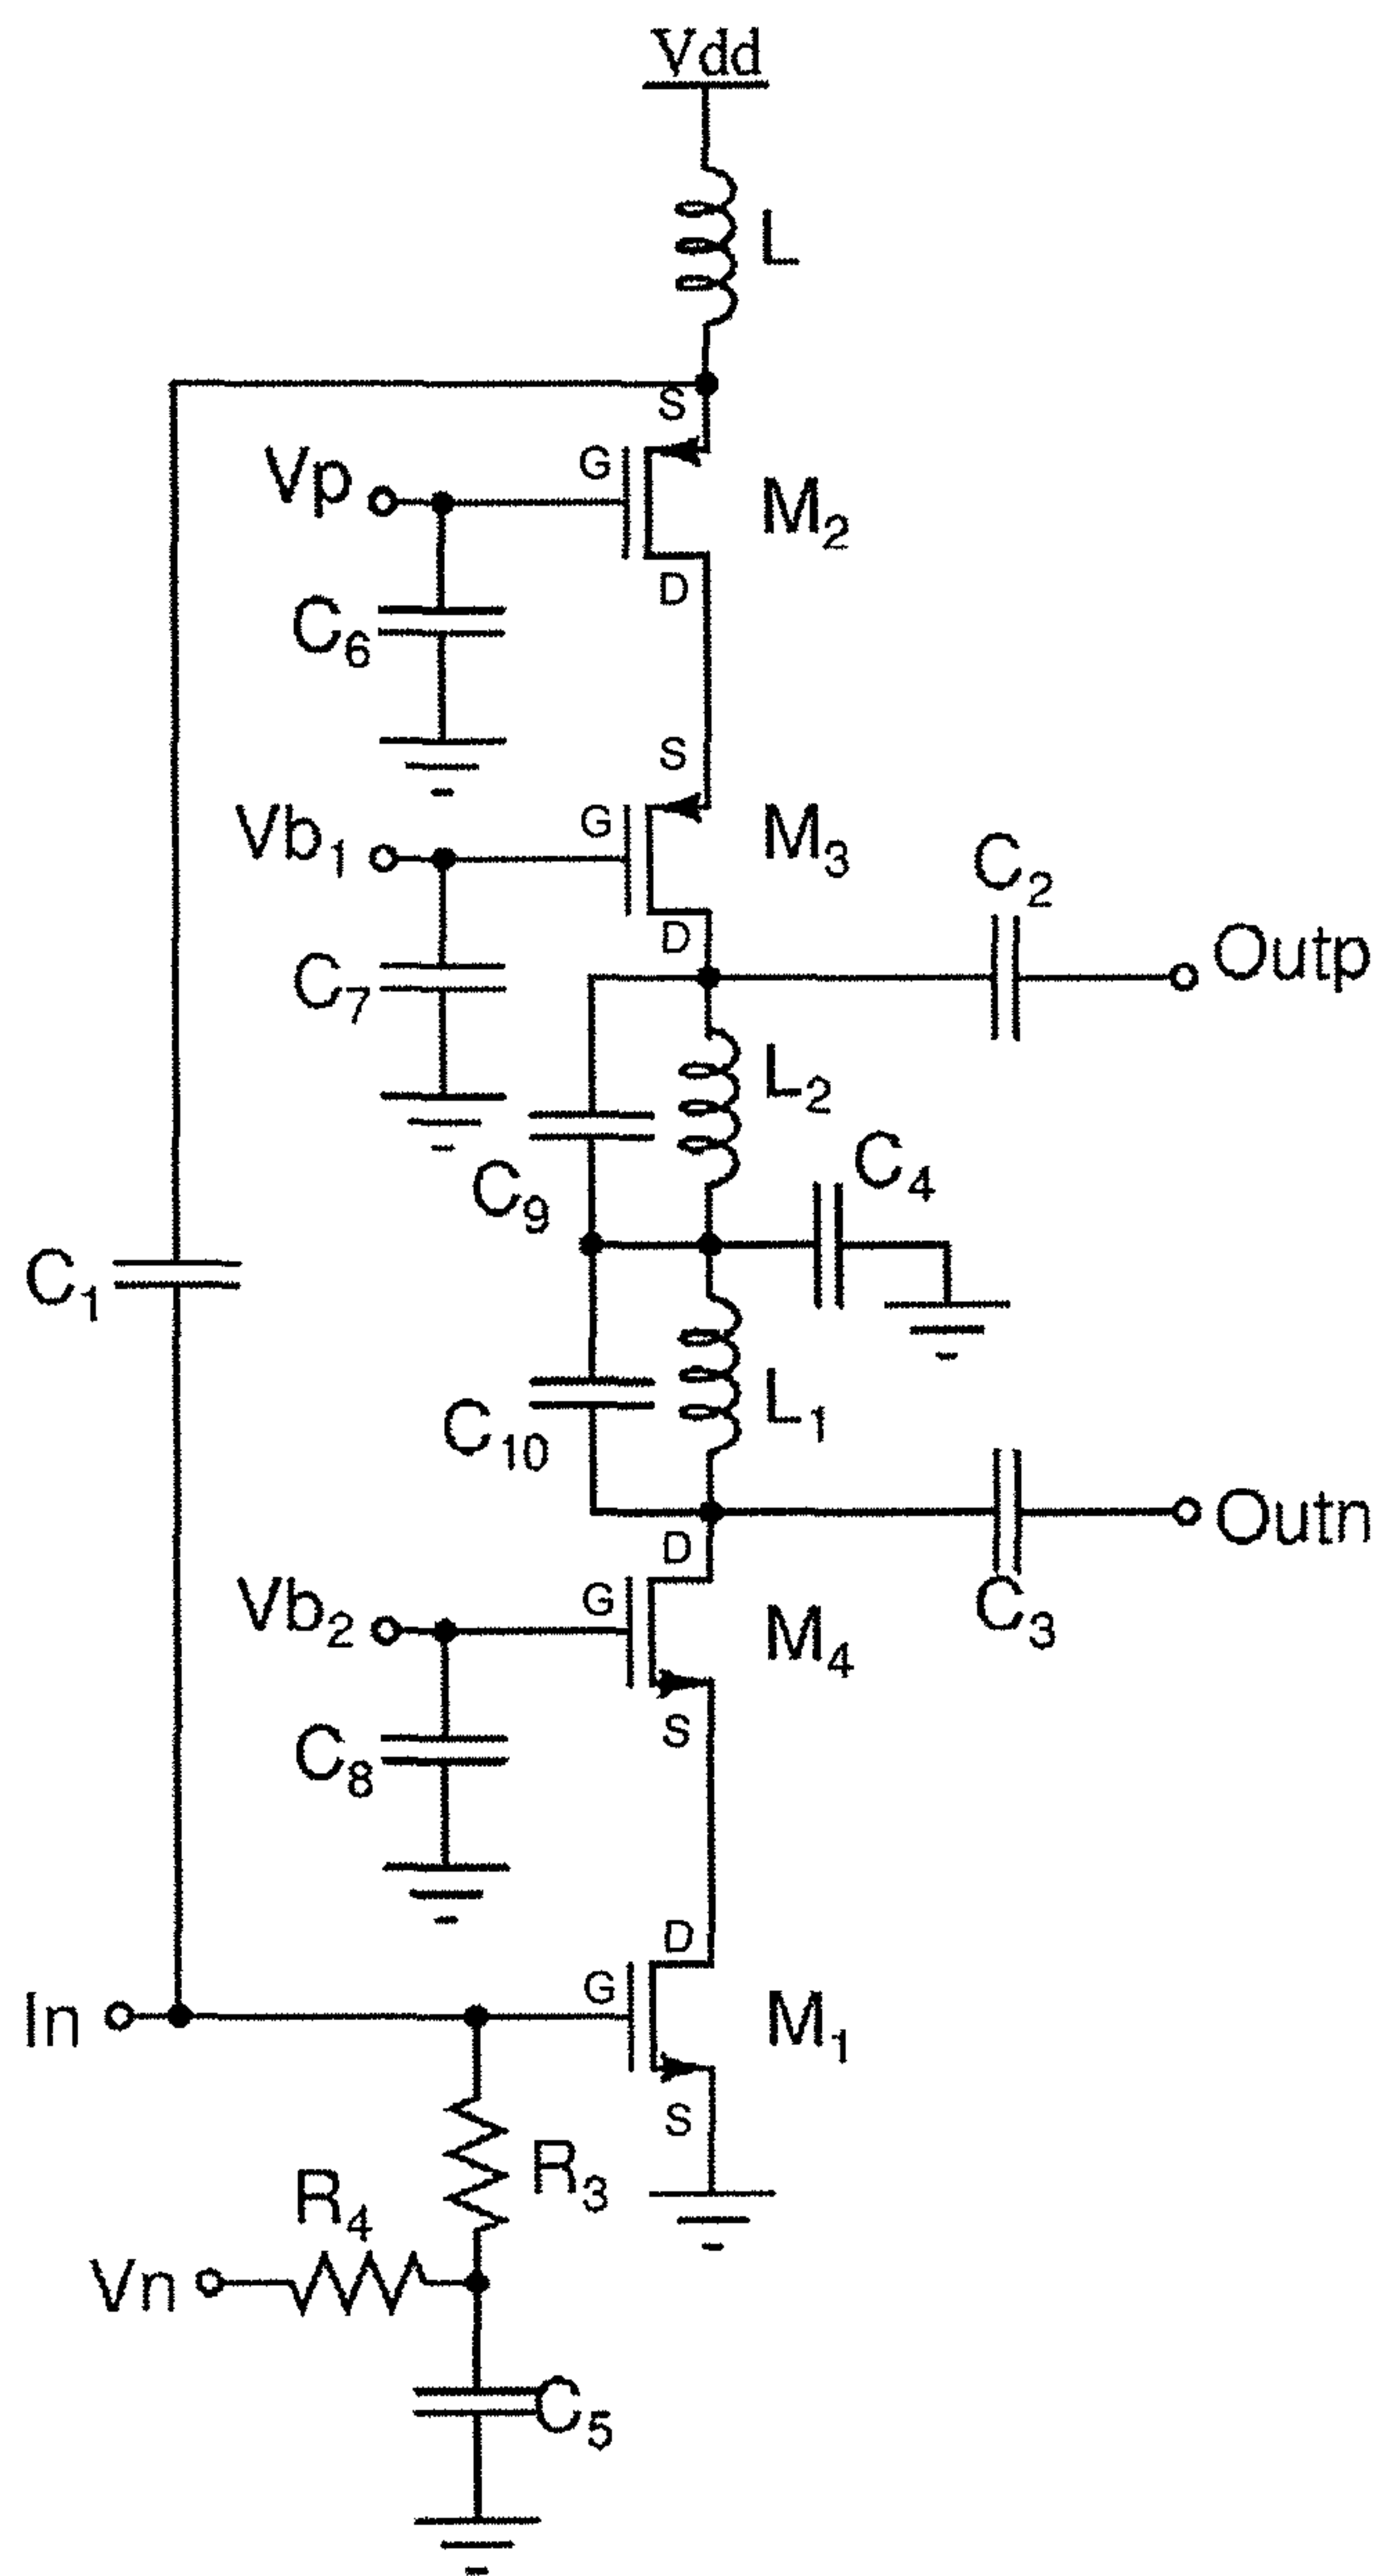 Vdd
L
S
G
Vp
M2
D
C6
S
Vb1
G
M3
C2
D
Outp
C7
L2
C4
C9
C1
L1
C10
Outn
D
Vb2
G
M4
C3
S
C8
D
G
In
M1
S
R3
R4
Vn
C5